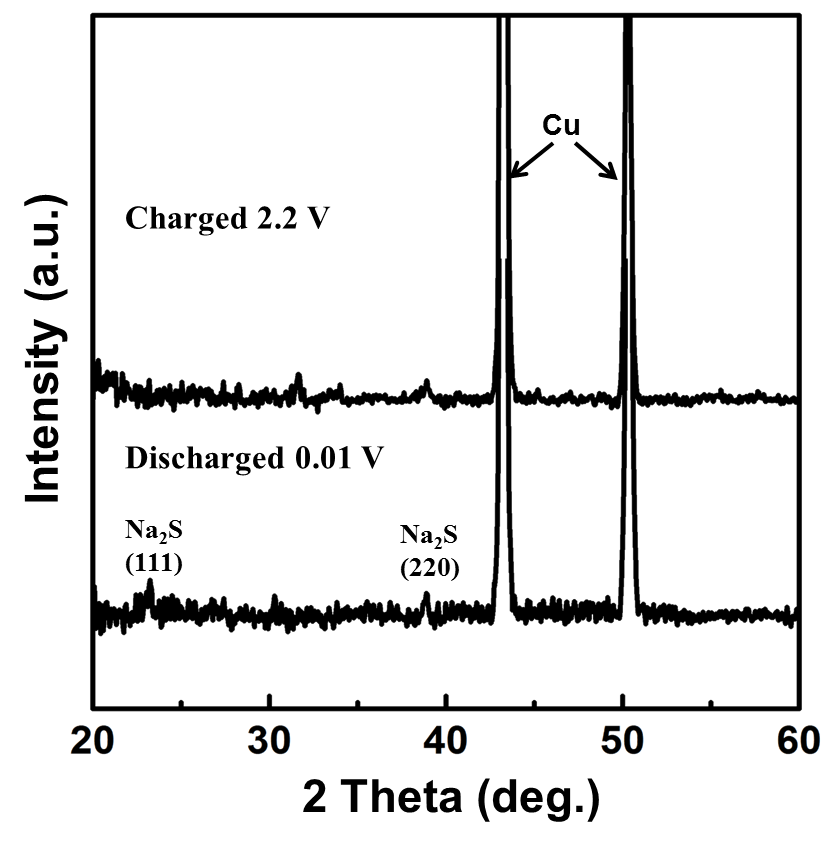 Cu
Charged 2.2 V
Discharged 0.01 V
Na₂S
(111)
Na₂S
(220)
20 30 40 50 60
2 Theta (deg.)
Intensity (a.u.)